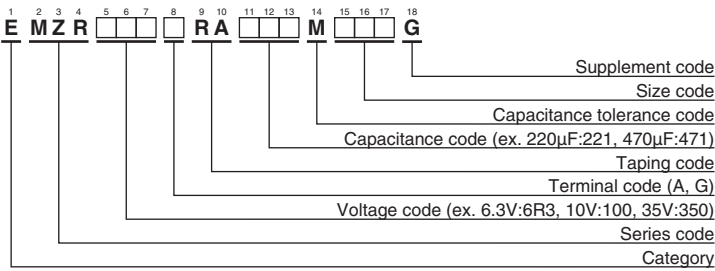 1 2 3 4 5 6 7 8 9 10 11 12 13 14 15 16 17 18
E M Z R □□□ □ R A □□□ M □□□ G
Supplement code
Size code
Capacitance tolerance code
Capacitance code (ex. 220μF:221, 470μF:471)
Taping code
Terminal code (A, G)
Voltage code (ex. 6.3V:6R3, 10V:100, 35V:350)
Series code
Category